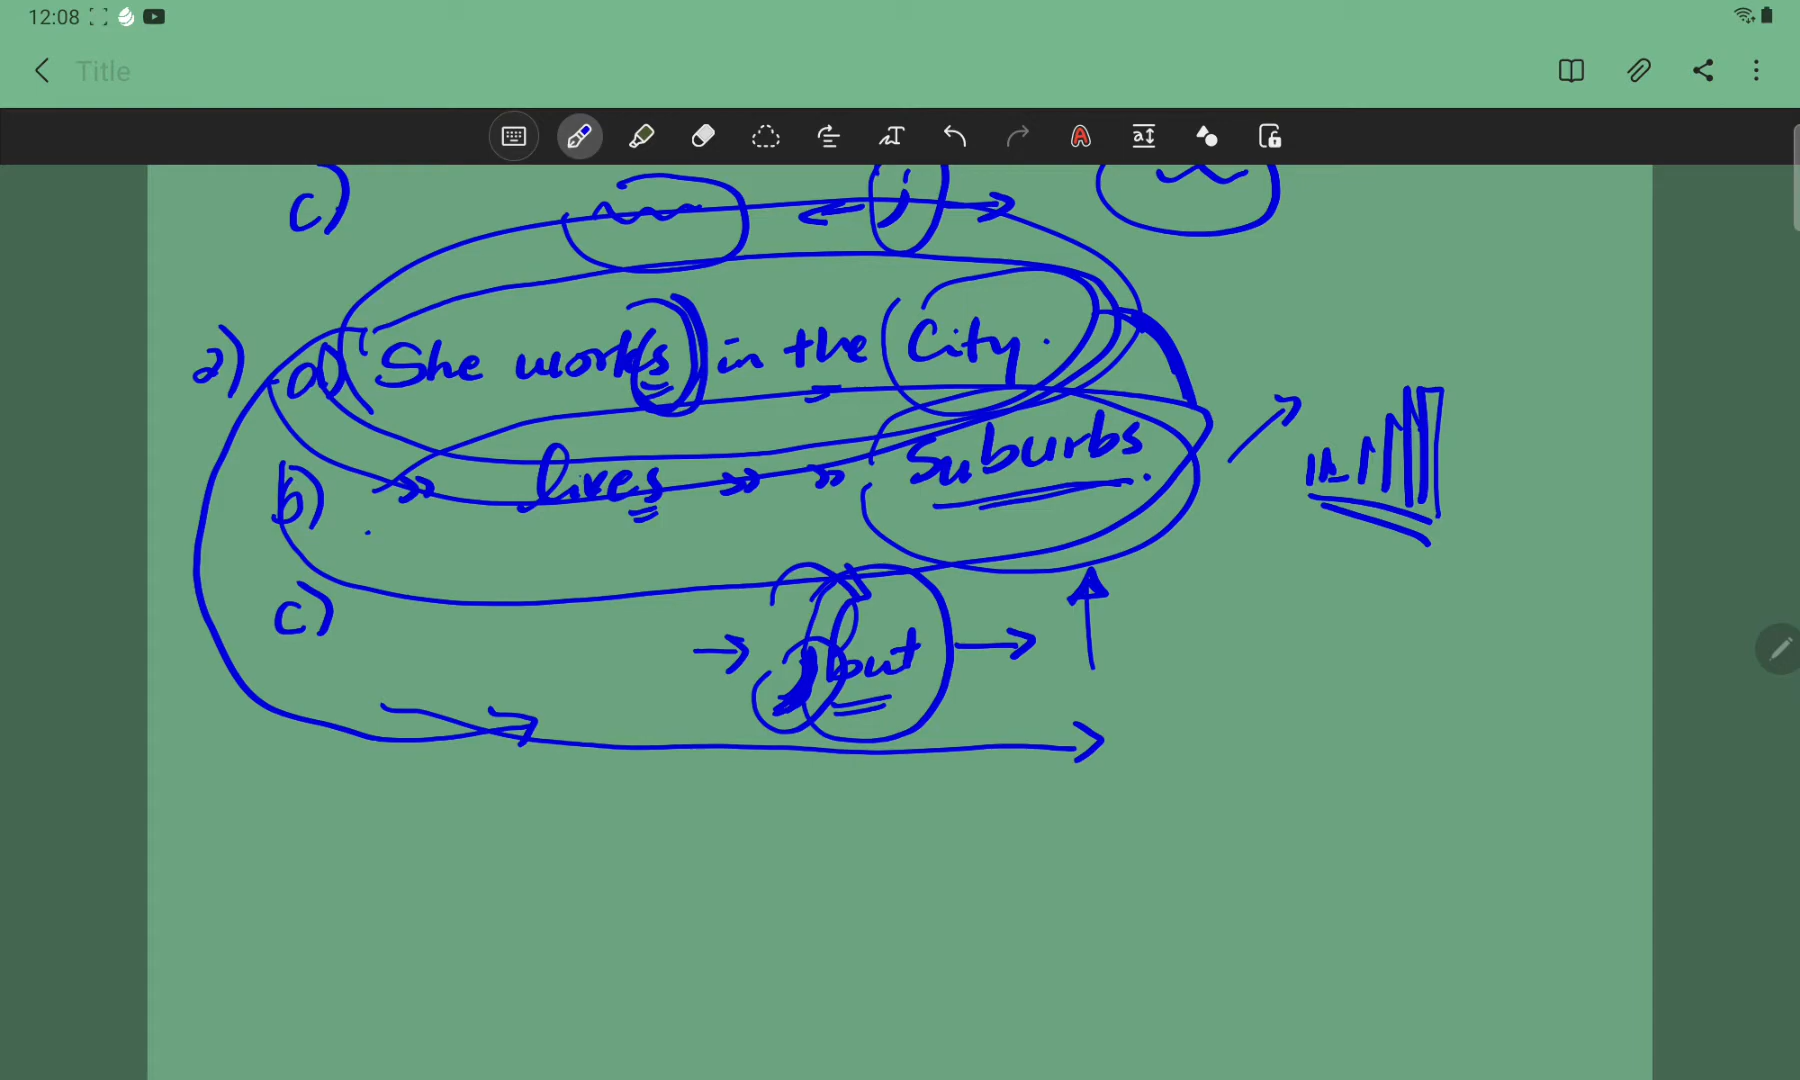 12:08
Title
c)
2) a) She works in the City.
b) " lives " " Suburbs.
c) , but